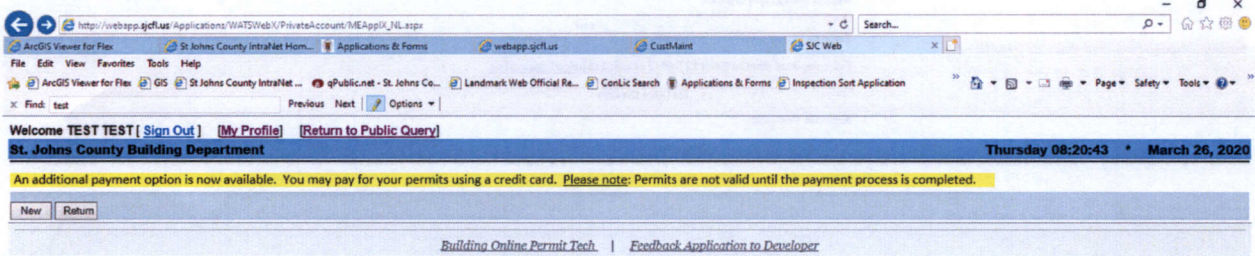 http://webapp.sjcfl.us/Applications/WATSWebX/PrivateAccount/MEApplX_NL.aspx Search...
ArcGIS Viewer for Flex St Johns County IntraNet Hom... Applications & Forms webapp.sjcfl.us CustMaint SJC Web ×
File Edit View Favorites Tools Help
ArcGIS Viewer for Flex GIS St Johns County IntraNet ... qPublic.net - St. Johns Co... Landmark Web Official Re... ConLic Search Applications & Forms Inspection Sort Application » Page Safety Tools »
× Find: test Previous Next Options
Welcome TEST TEST [ Sign Out ] [My Profile] [Return to Public Query]
St. Johns County Building Department Thursday 08:20:43 * March 26, 2020
An additional payment option is now available. You may pay for your permits using a credit card. Please note: Permits are not valid until the payment process is completed.
New Return
Building Online Permit Tech | Feedback Application to Developer